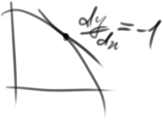 dy/dx = -1